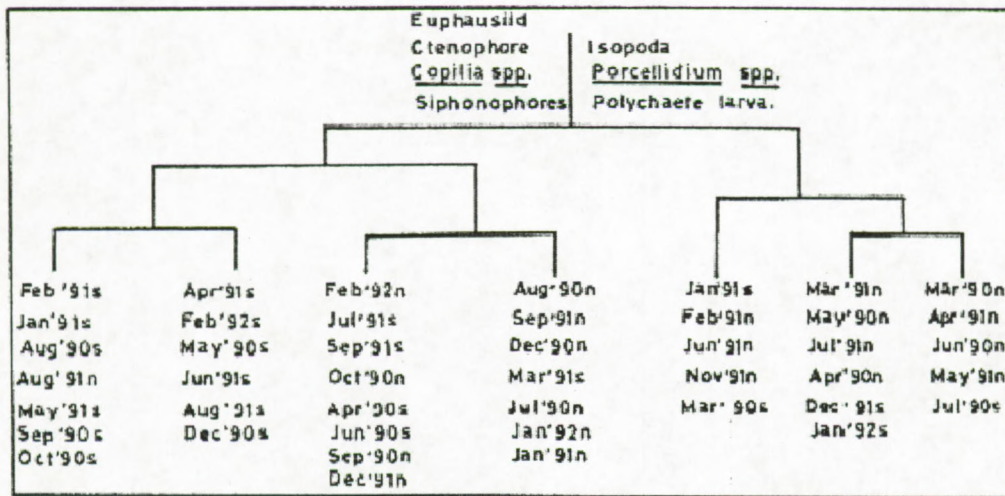 Euphausiid
Ctenophore Isopoda
Copilia spp. Porcellidium spp.
Siphonophores Polychaete larva.
Feb'91s Apr'91s Feb'92n Aug'90n Jan'91s Mär'91n Mär'90n
Jan'91s Feb'92s Jul'91s Sep'91n Feb'91n May'90n Apr'91n
Aug'90s May'90s Sep'91s Dec'90n Jun'91n Jul'91n Jun'90n
Aug'91n Jun'91s Oct'90n Mar'91s Nov'91n Apr'90n May'91n
May'91s Aug'91s Apr'90s Jul'90n Mar'90s Dec'91s Jul'90s
Sep'90s Dec'90s Jun'90s Jan'92n Jan'92s
Oct'90s Sep'90n Jan'91n
Dec'91n